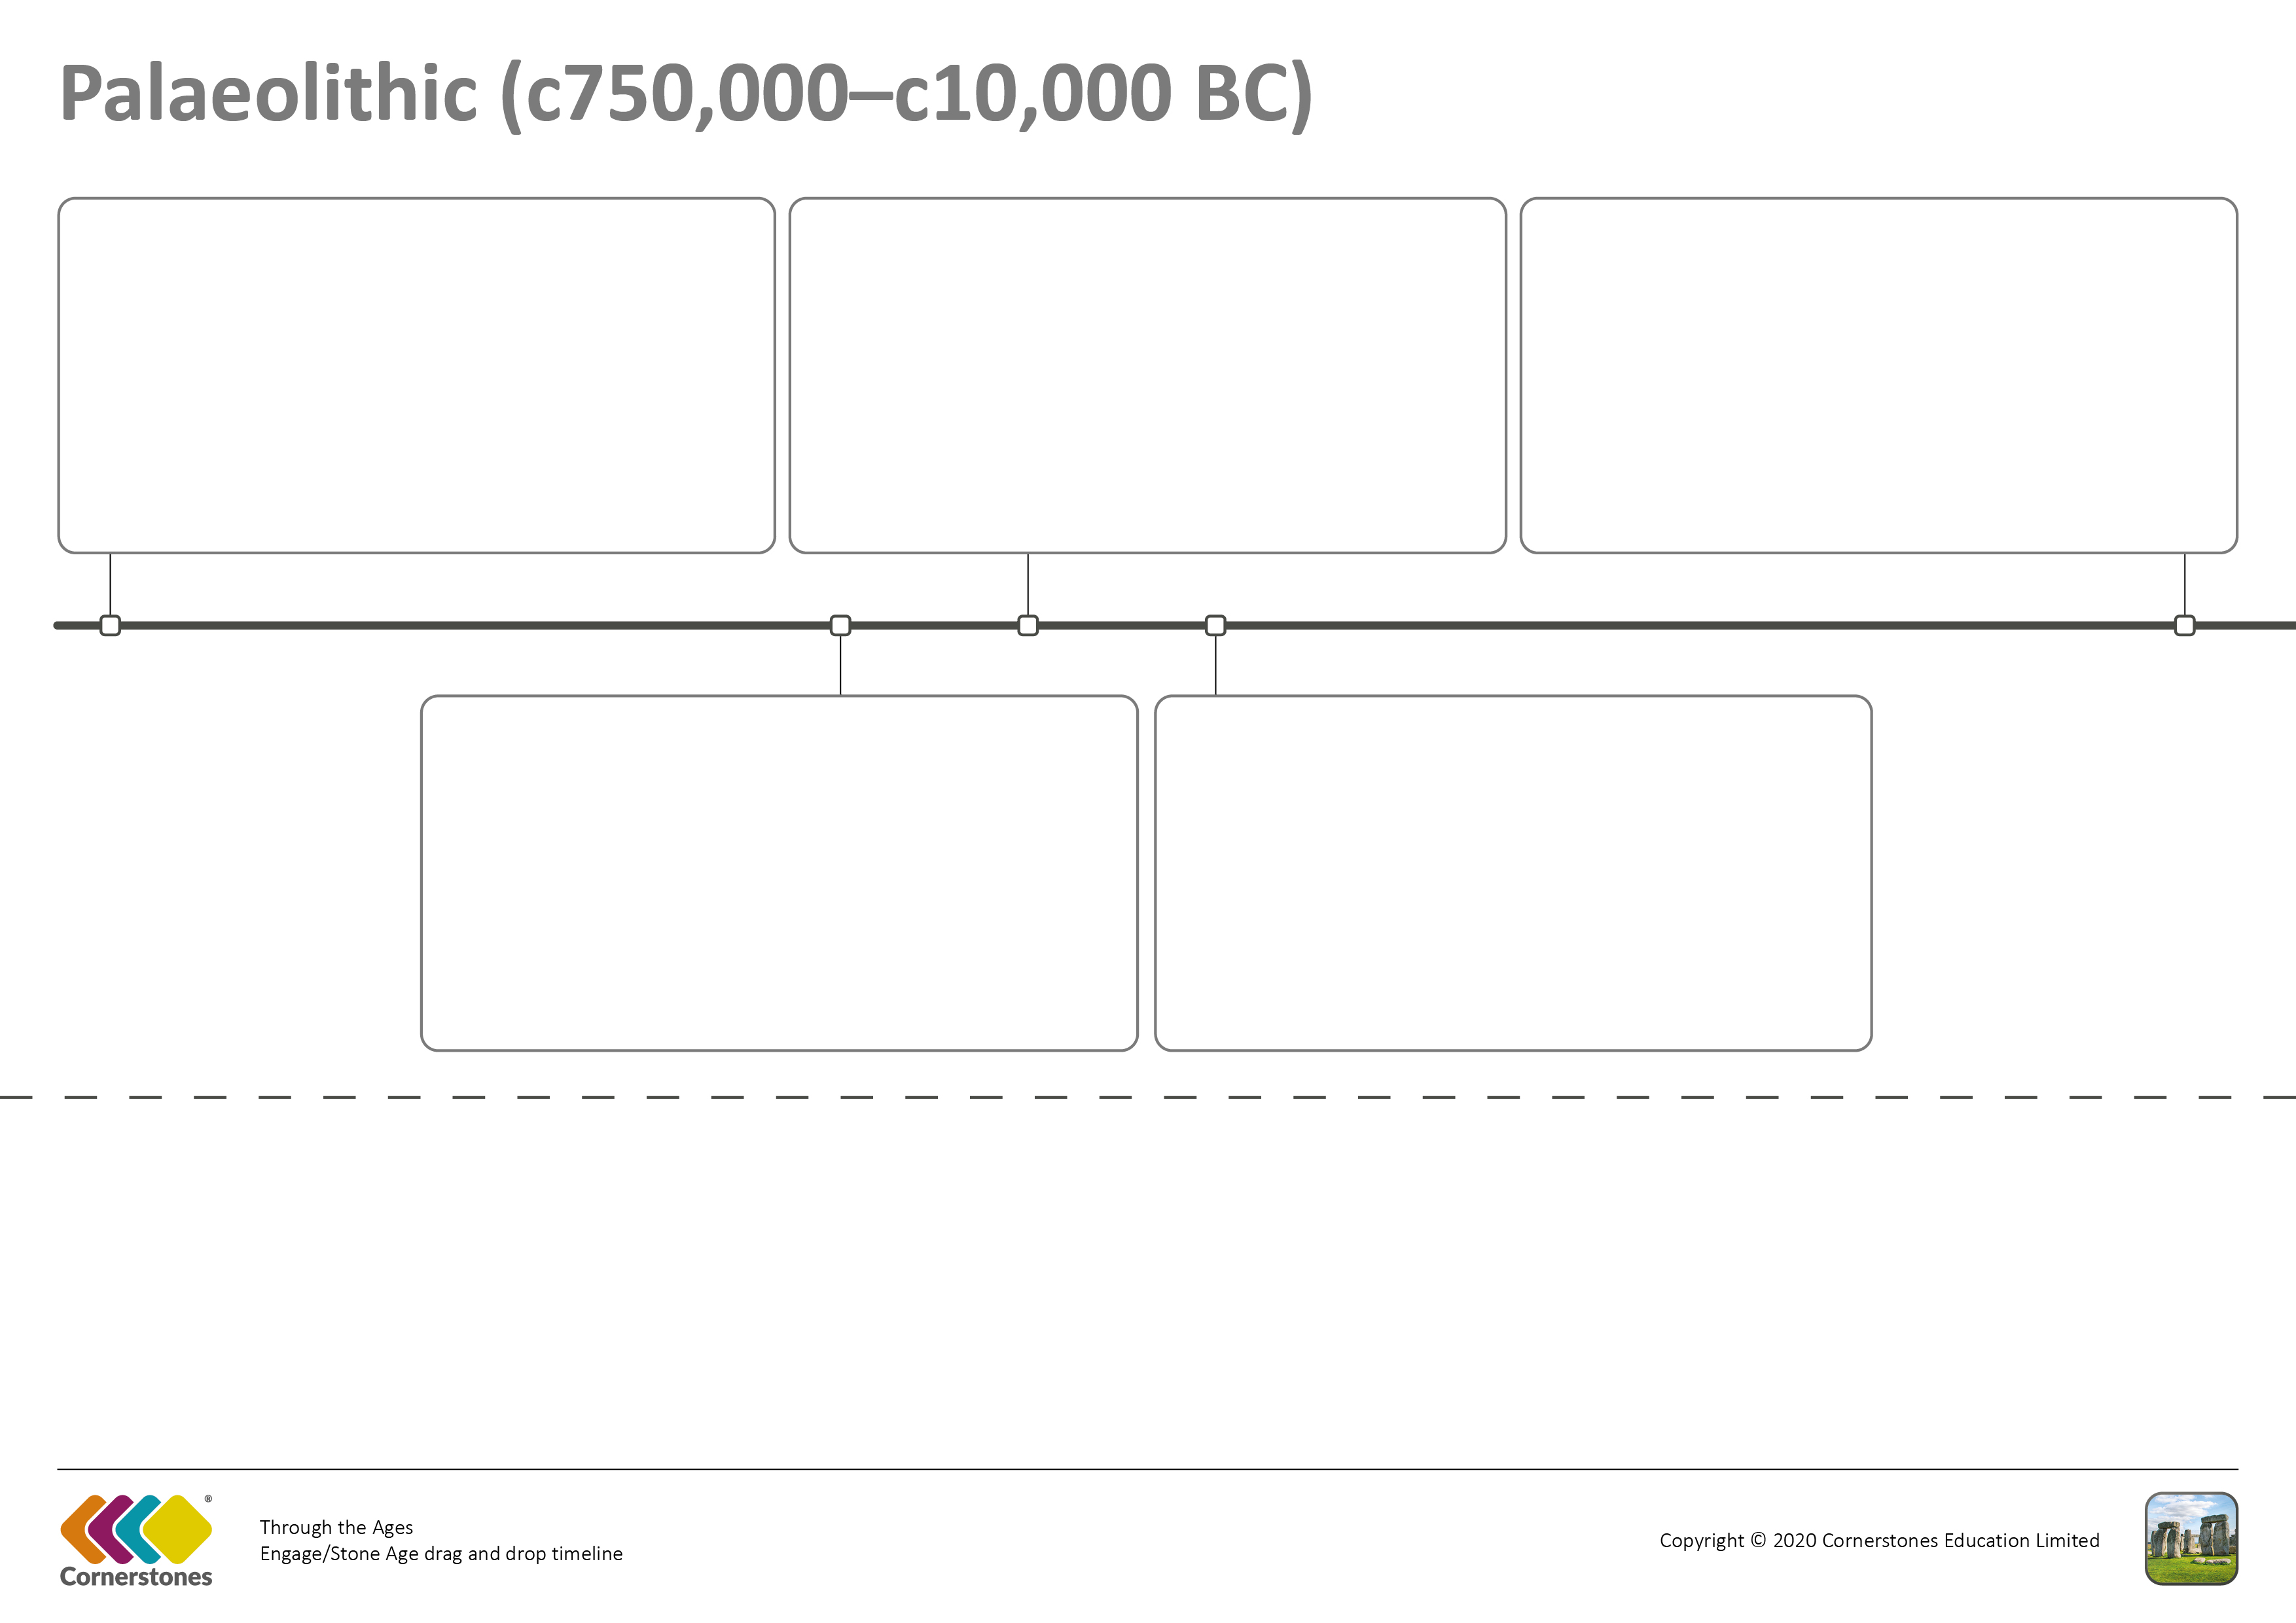 Palaeolithic (c750,000–c10,000 BC)
®
Cornerstones
Through the Ages
Engage/Stone Age drag and drop timeline
Copyright © 2020 Cornerstones Education Limited